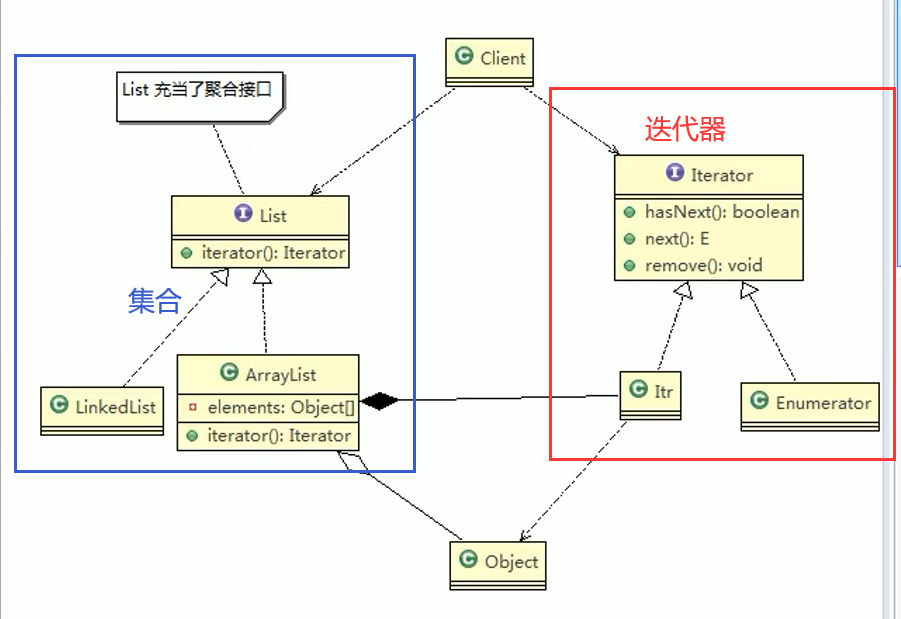 Client
List 充当了聚合接口
迭代器
Iterator
hasNext(): boolean
next(): E
remove(): void
List
iterator(): Iterator
集合
ArrayList
elements: Object[]
iterator(): Iterator
LinkedList
Itr
Enumerator
Object